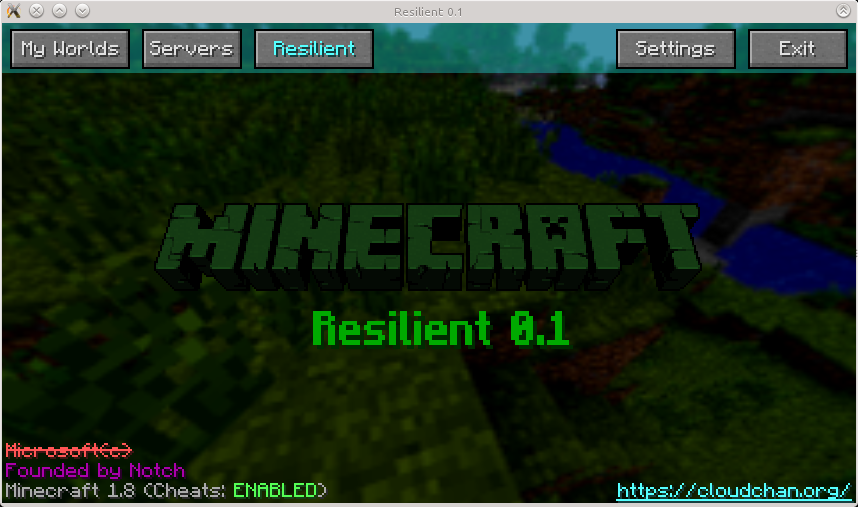 Resilient 0.1
My Worlds Servers Resilient Settings Exit
MINECRAFT
Resilient 0.1
Microsoft(c)
Founded by Notch
Minecraft 1.8 (Cheats: ENABLED)
https://cloudchan.org/